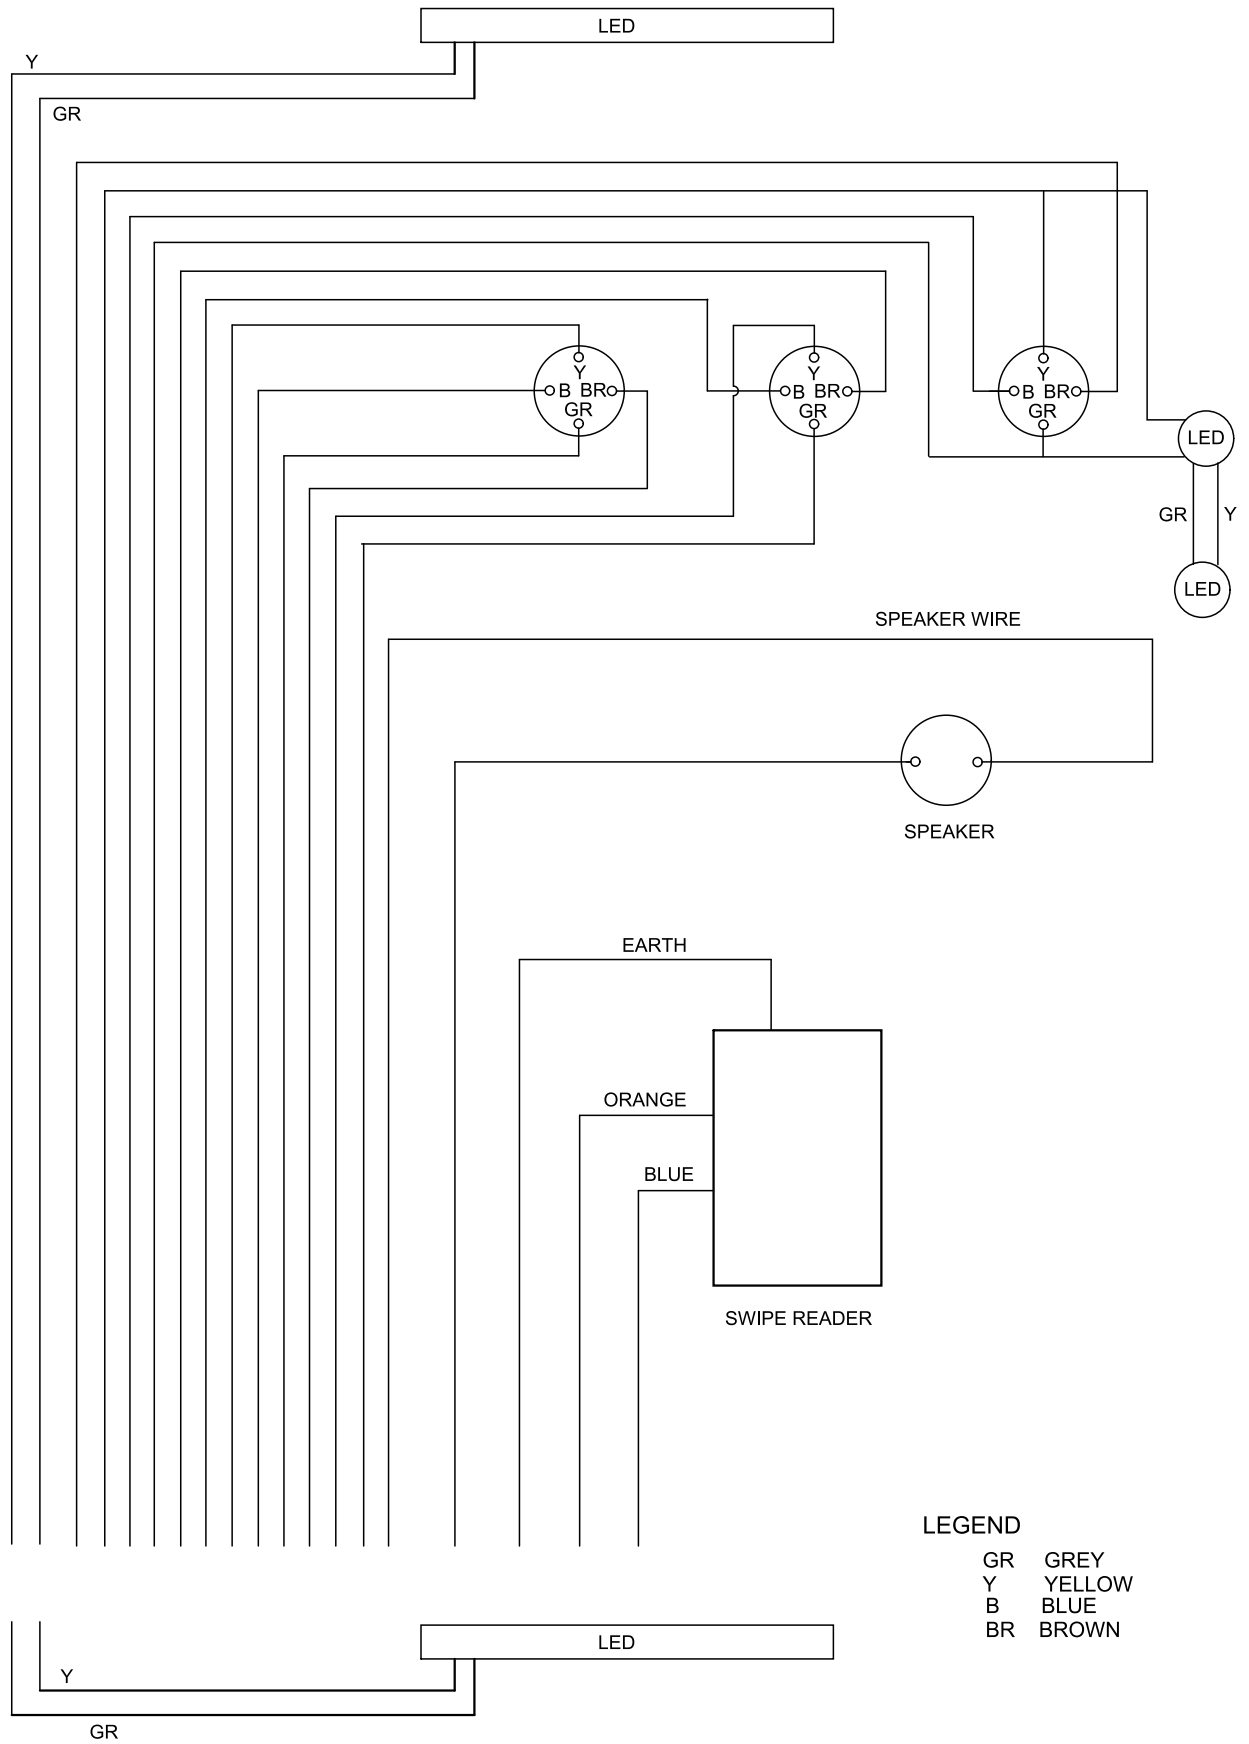 LED
Y
GR
Y
B BR
GR
Y
B BR
GR
Y
B BR
GR
LED
GR Y
LED
SPEAKER WIRE
SPEAKER
EARTH
ORANGE
BLUE
SWIPE READER
LEGEND
GR GREY
Y YELLOW
B BLUE
BR BROWN
LED
Y
GR